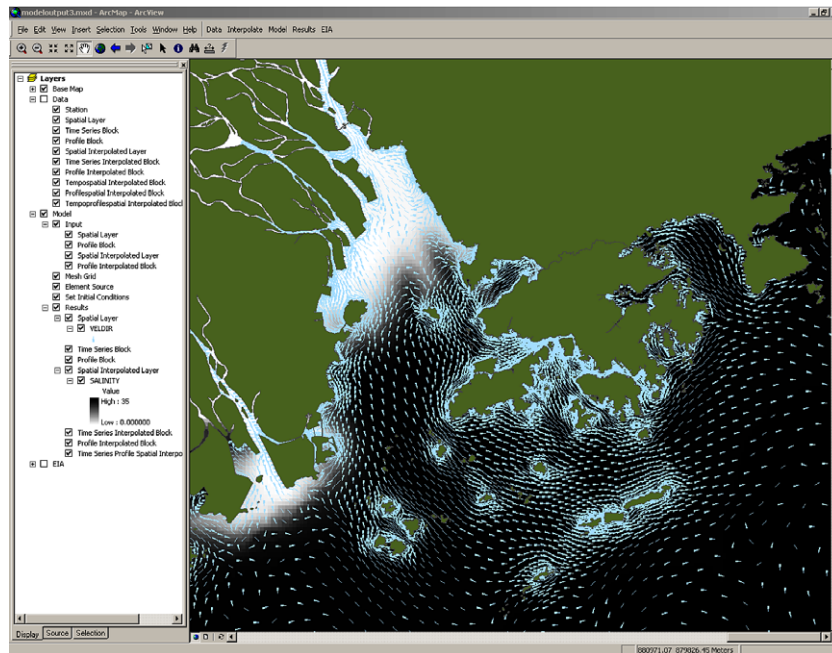 modeloutput3.mxd - ArcMap - ArcView
File Edit View Insert Selection Tools Window Help Data Interpolate Model Results EIA
Layers
Base Map
Data
Station
Spatial Layer
Time Series Block
Profile Block
Spatial Interpolated Layer
Time Series Interpolated Block
Profile Interpolated Block
Tempospatial Interpolated Block
Profilespatial Interpolated Block
Tempoprofilespatial Interpolated Blocl
Model
Input
Spatial Layer
Profile Block
Spatial Interpolated Layer
Profile Interpolated Block
Mesh Grid
Element Source
Set Initial Conditions
Results
Spatial Layer
VELDIR
Time Series Block
Profile Block
Spatial Interpolated Layer
SALINITY
Value
High : 35
Low : 0.000000
Time Series Interpolated Block
Profile Interpolated Block
Time Series Profile Spatial Interpo
EIA
Display Source Selection
880971.07 879826.45 Meters